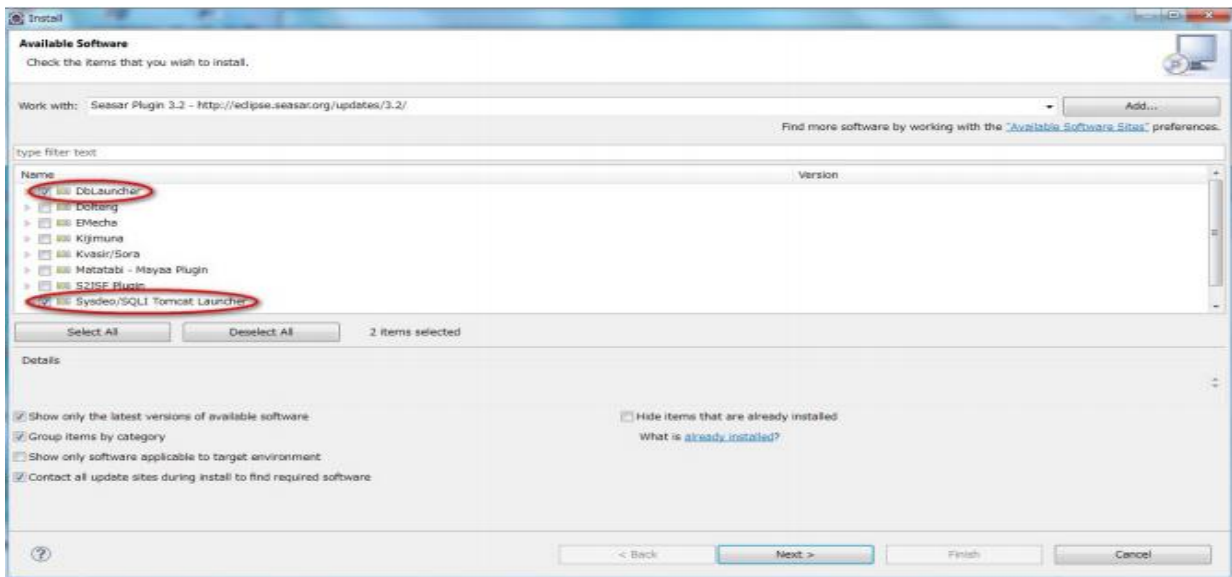 Install
Available Software
Check the items that you wish to install.
Work with: Seasar Plugin 3.2 - http://eclipse.seasar.org/updates/3.2/
Add...
Find more software by working with the "Available Software Sites" preferences.
type filter text
Name Version
DbLauncher
Dolteng
EMecha
Kijimuna
Kvasir/Sora
Matatabi - Mayaa Plugin
S2JSF Plugin
Sysdeo/SQLI Tomcat Launcher
Select All Deselect All 2 items selected
Details
Show only the latest versions of available software Hide items that are already installed
Group items by category What is already installed?
Show only software applicable to target environment
Contact all update sites during install to find required software
? < Back Next > Finish Cancel